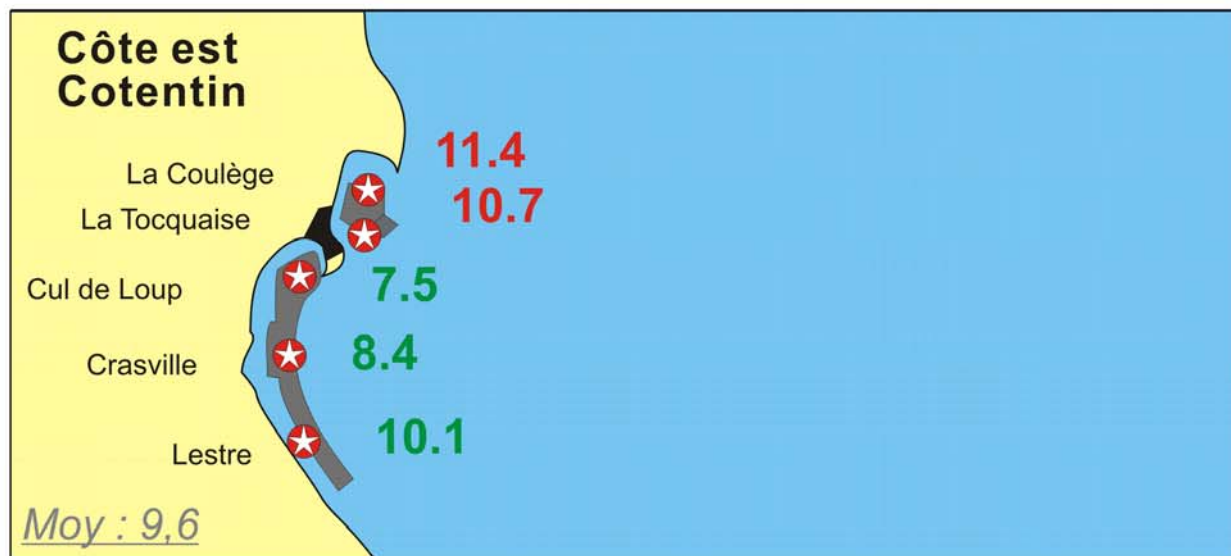 Côte est
Cotentin
La Coulège 11.4
La Tocquaise 10.7
Cul de Loup 7.5
Crasville 8.4
Lestre 10.1
Moy : 9,6